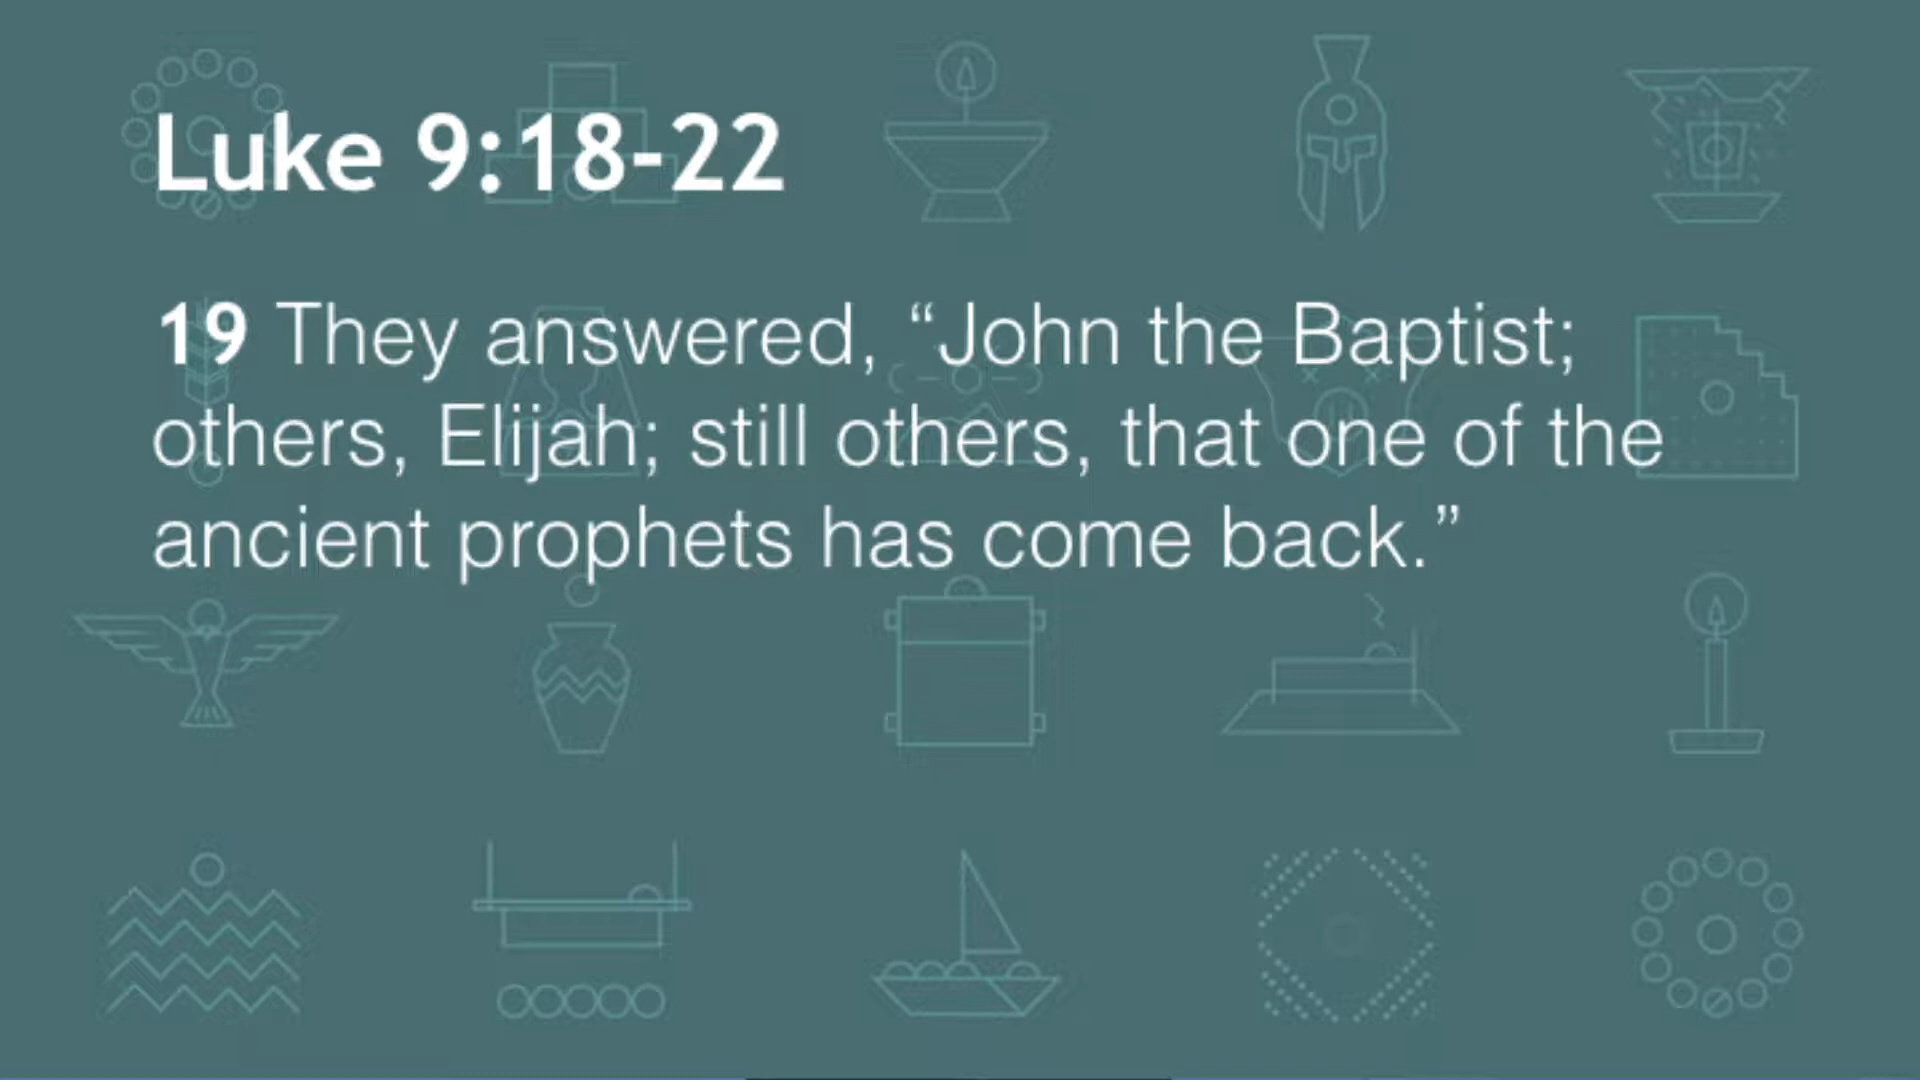 Luke 9:18-22
19 They answered, “John the Baptist;
others, Elijah; still others, that one of the
ancient prophets has come back.”